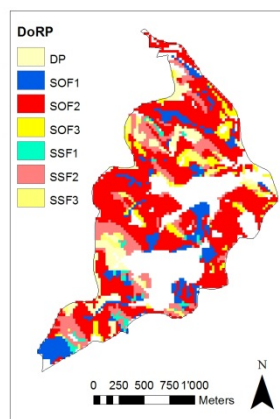 DoRP
DP
SOF1
SOF2
SOF3
SSF1
SSF2
SSF3
N
0 250 500 750 1'000
Meters